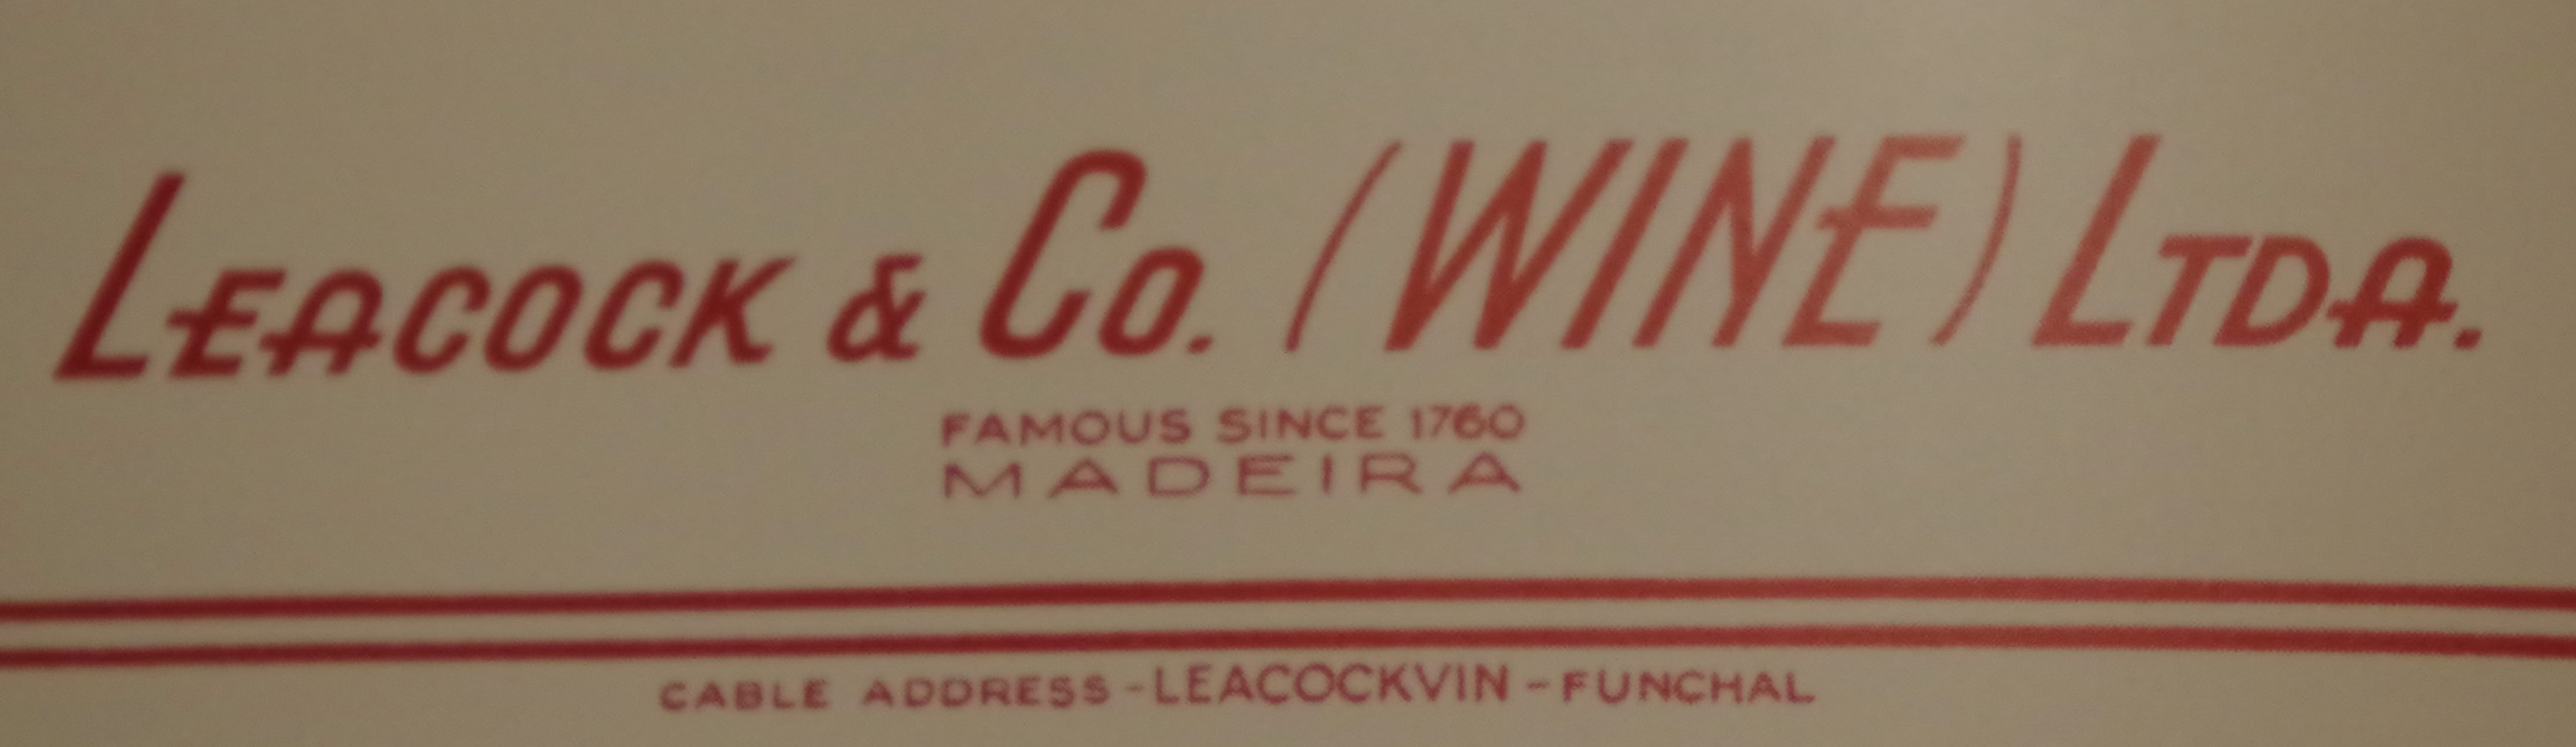 LEACOCK & Co. (WINE) LTDA.
FAMOUS SINCE 1760
MADEIRA
CABLE ADDRESS - LEACOCKVIN - FUNCHAL